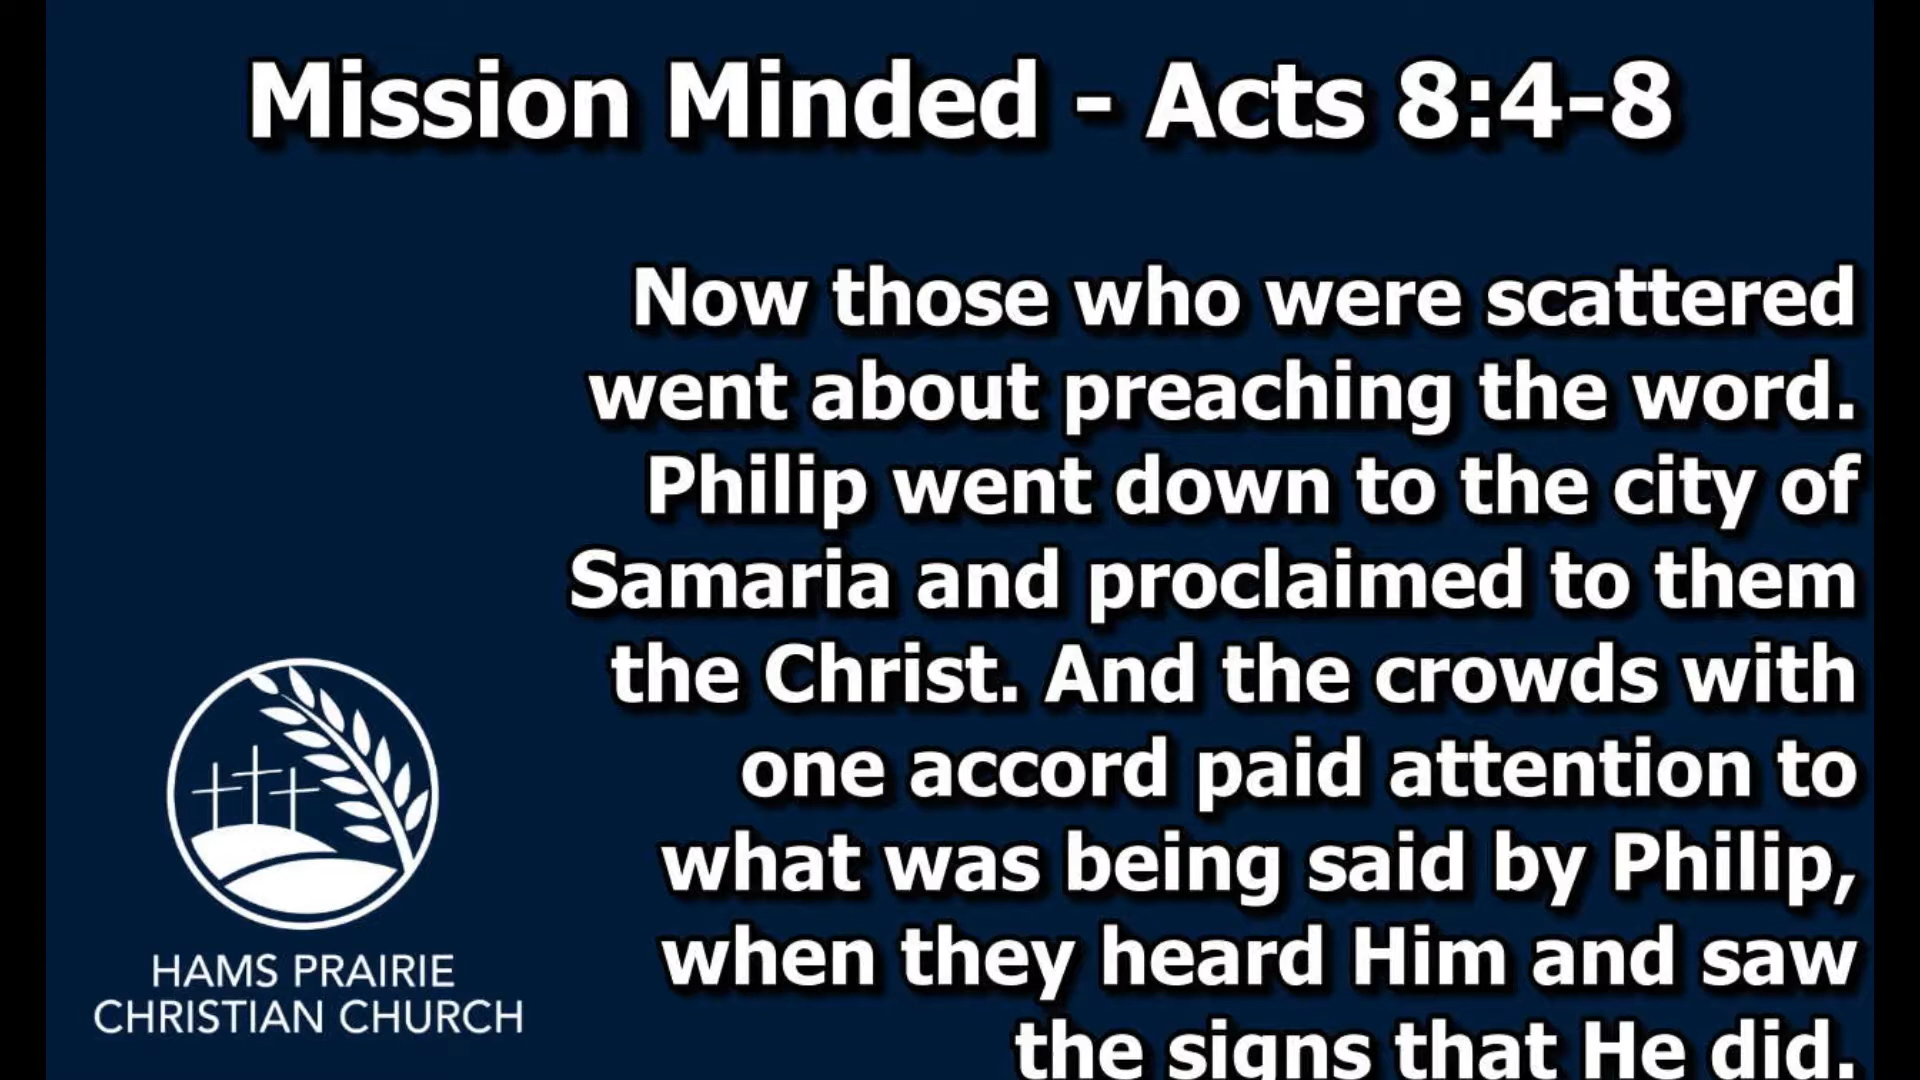 Mission Minded - Acts 8:4-8
Now those who were scattered
went about preaching the word.
Philip went down to the city of
Samaria and proclaimed to them
the Christ. And the crowds with
one accord paid attention to
what was being said by Philip,
when they heard Him and saw
the signs that He did.
HAMS PRAIRIE
CHRISTIAN CHURCH